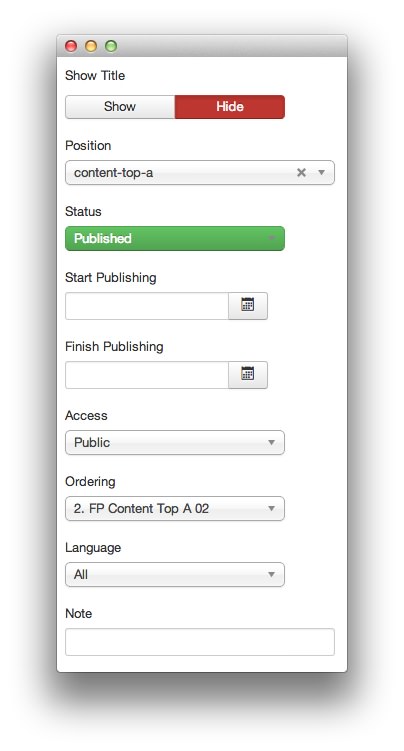 Show Title
Show Hide
Position
content-top-a
Status
Published
Start Publishing
Finish Publishing
Access
Public
Ordering
2. FP Content Top A 02
Language
All
Note